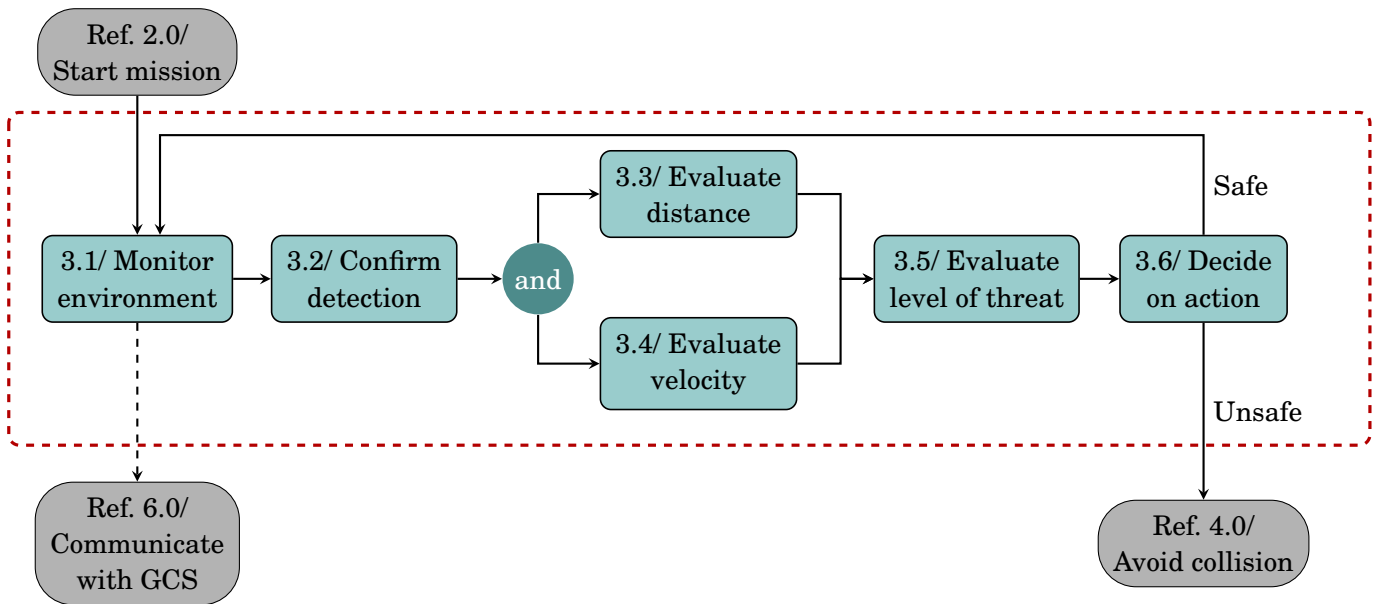 Ref. 2.0/
Start mission
3.3/ Evaluate
distance
Safe
3.1/ Monitor
environment
3.2/ Confirm
detection
and
3.5/ Evaluate
level of threat
3.6/ Decide
on action
3.4/ Evaluate
velocity
Unsafe
Ref. 6.0/
Communicate
with GCS
Ref. 4.0/
Avoid collision